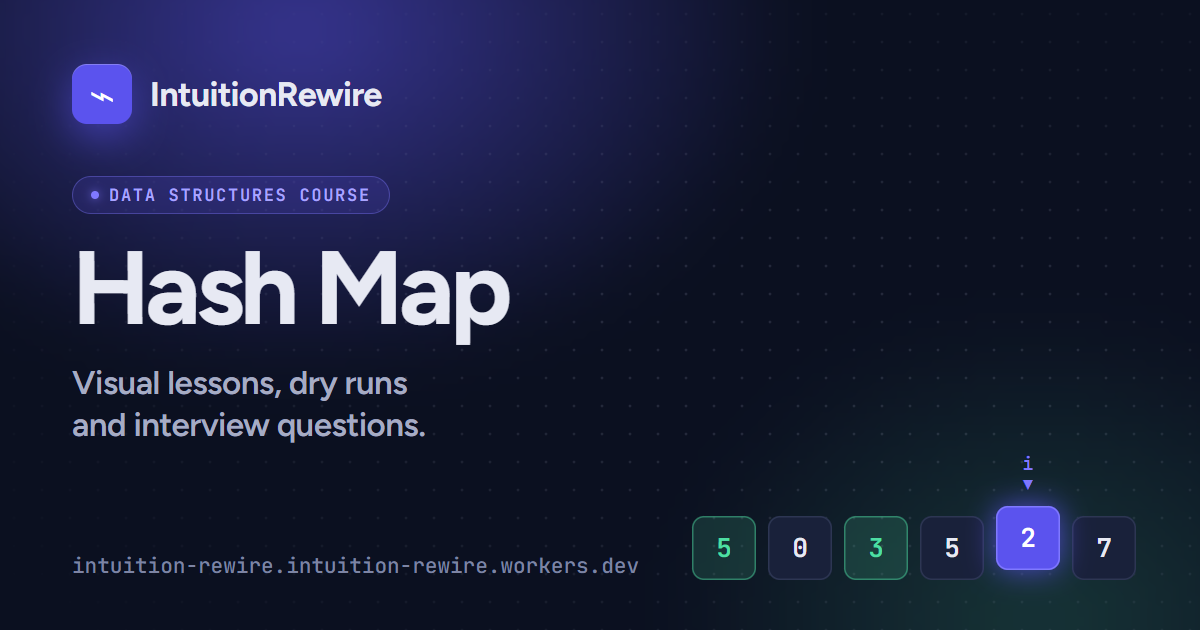 IntuitionRewire
DATA STRUCTURES COURSE
Hash Map
Visual lessons, dry runs
and interview questions.
i
5 0 3 5 2 7
intuition-rewire.intuition-rewire.workers.dev